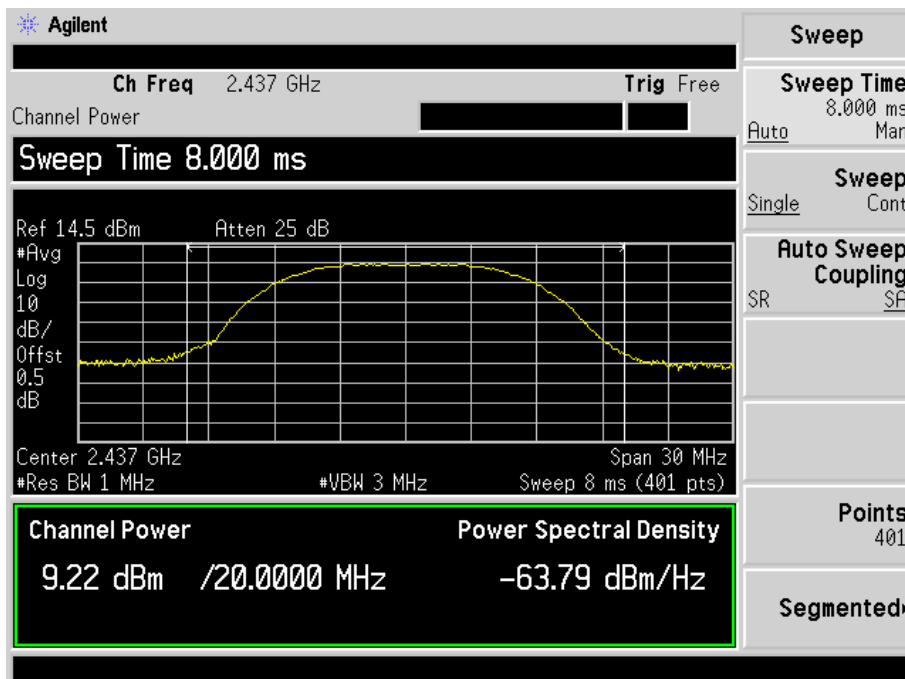 Agilent
Sweep
Ch Freq 2.437 GHz Trig Free
Channel Power
Sweep Time
8.000 ms
Auto Man
Sweep Time 8.000 ms
Sweep
Single Cont
Ref 14.5 dBm Atten 25 dB
#Avg
Log
10
dB/
Offst
0.5
dB
Auto Sweep
Coupling
SR SA
Center 2.437 GHz Span 30 MHz
#Res BW 1 MHz #VBW 3 MHz Sweep 8 ms (401 pts)
Channel Power Power Spectral Density
9.22 dBm /20.0000 MHz -63.79 dBm/Hz
Points
401
Segmented